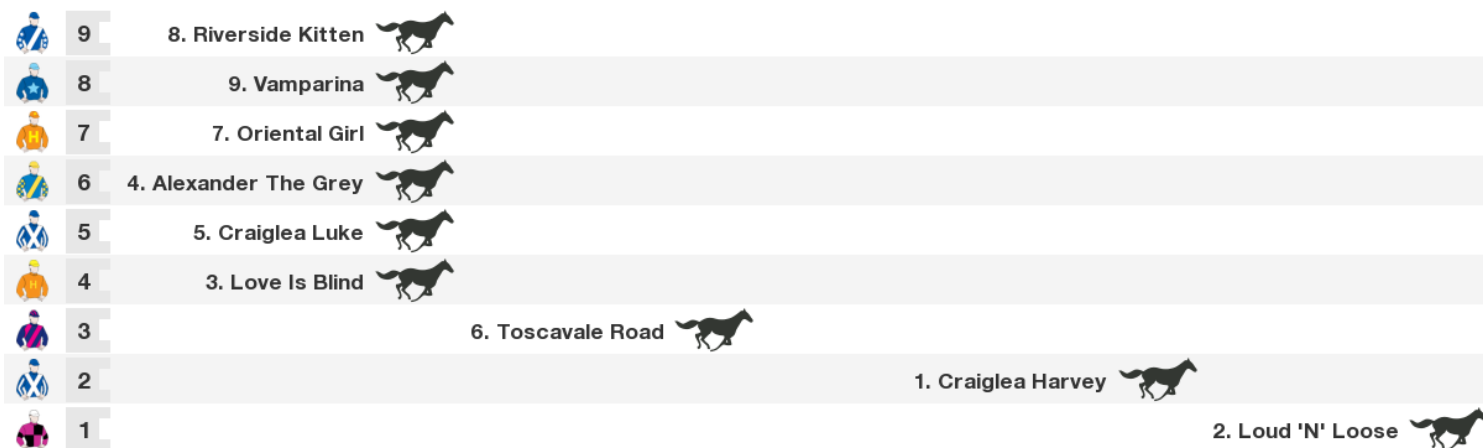 9 8. Riverside Kitten
8 9. Vamparina
7 7. Oriental Girl
6 4. Alexander The Grey
5 5. Craiglea Luke
4 3. Love Is Blind
3 6. Toscavale Road
2 1. Craiglea Harvey
1 2. Loud 'N' Loose